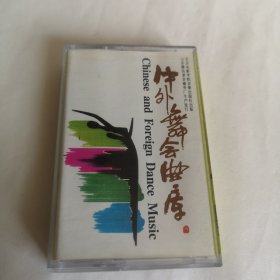 中外舞会曲库
Chinese and Foreign Dance Music